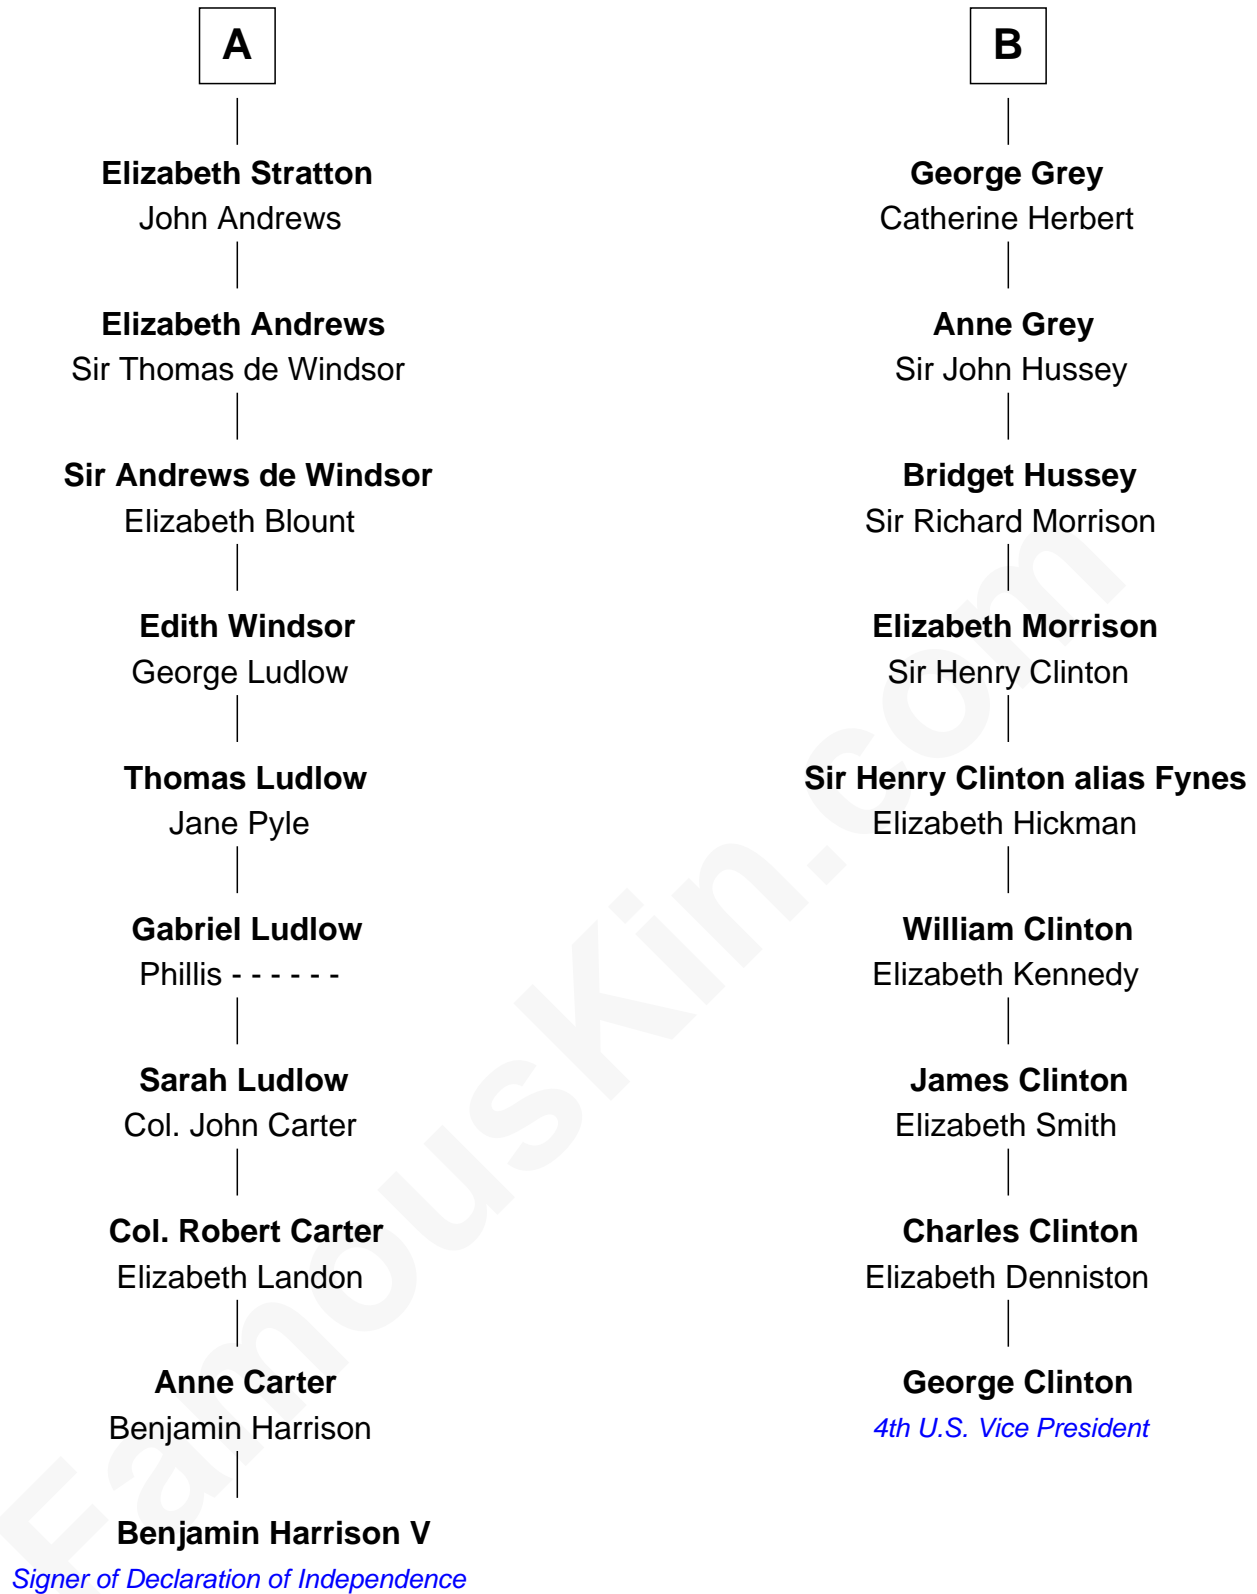 A
Elizabeth Stratton
John Andrews
Elizabeth Andrews
Sir Thomas de Windsor
Sir Andrews de Windsor
Elizabeth Blount
Edith Windsor
George Ludlow
Thomas Ludlow
Jane Pyle
Gabriel Ludlow
Phillis - - - - - -
Sarah Ludlow
Col. John Carter
Col. Robert Carter
Elizabeth Landon
Anne Carter
Benjamin Harrison
Benjamin Harrison V
Signer of Declaration of Independence
B
George Grey
Catherine Herbert
Anne Grey
Sir John Hussey
Bridget Hussey
Sir Richard Morrison
Elizabeth Morrison
Sir Henry Clinton
Sir Henry Clinton alias Fynes
Elizabeth Hickman
William Clinton
Elizabeth Kennedy
James Clinton
Elizabeth Smith
Charles Clinton
Elizabeth Denniston
George Clinton
4th U.S. Vice President
FamousKin.com